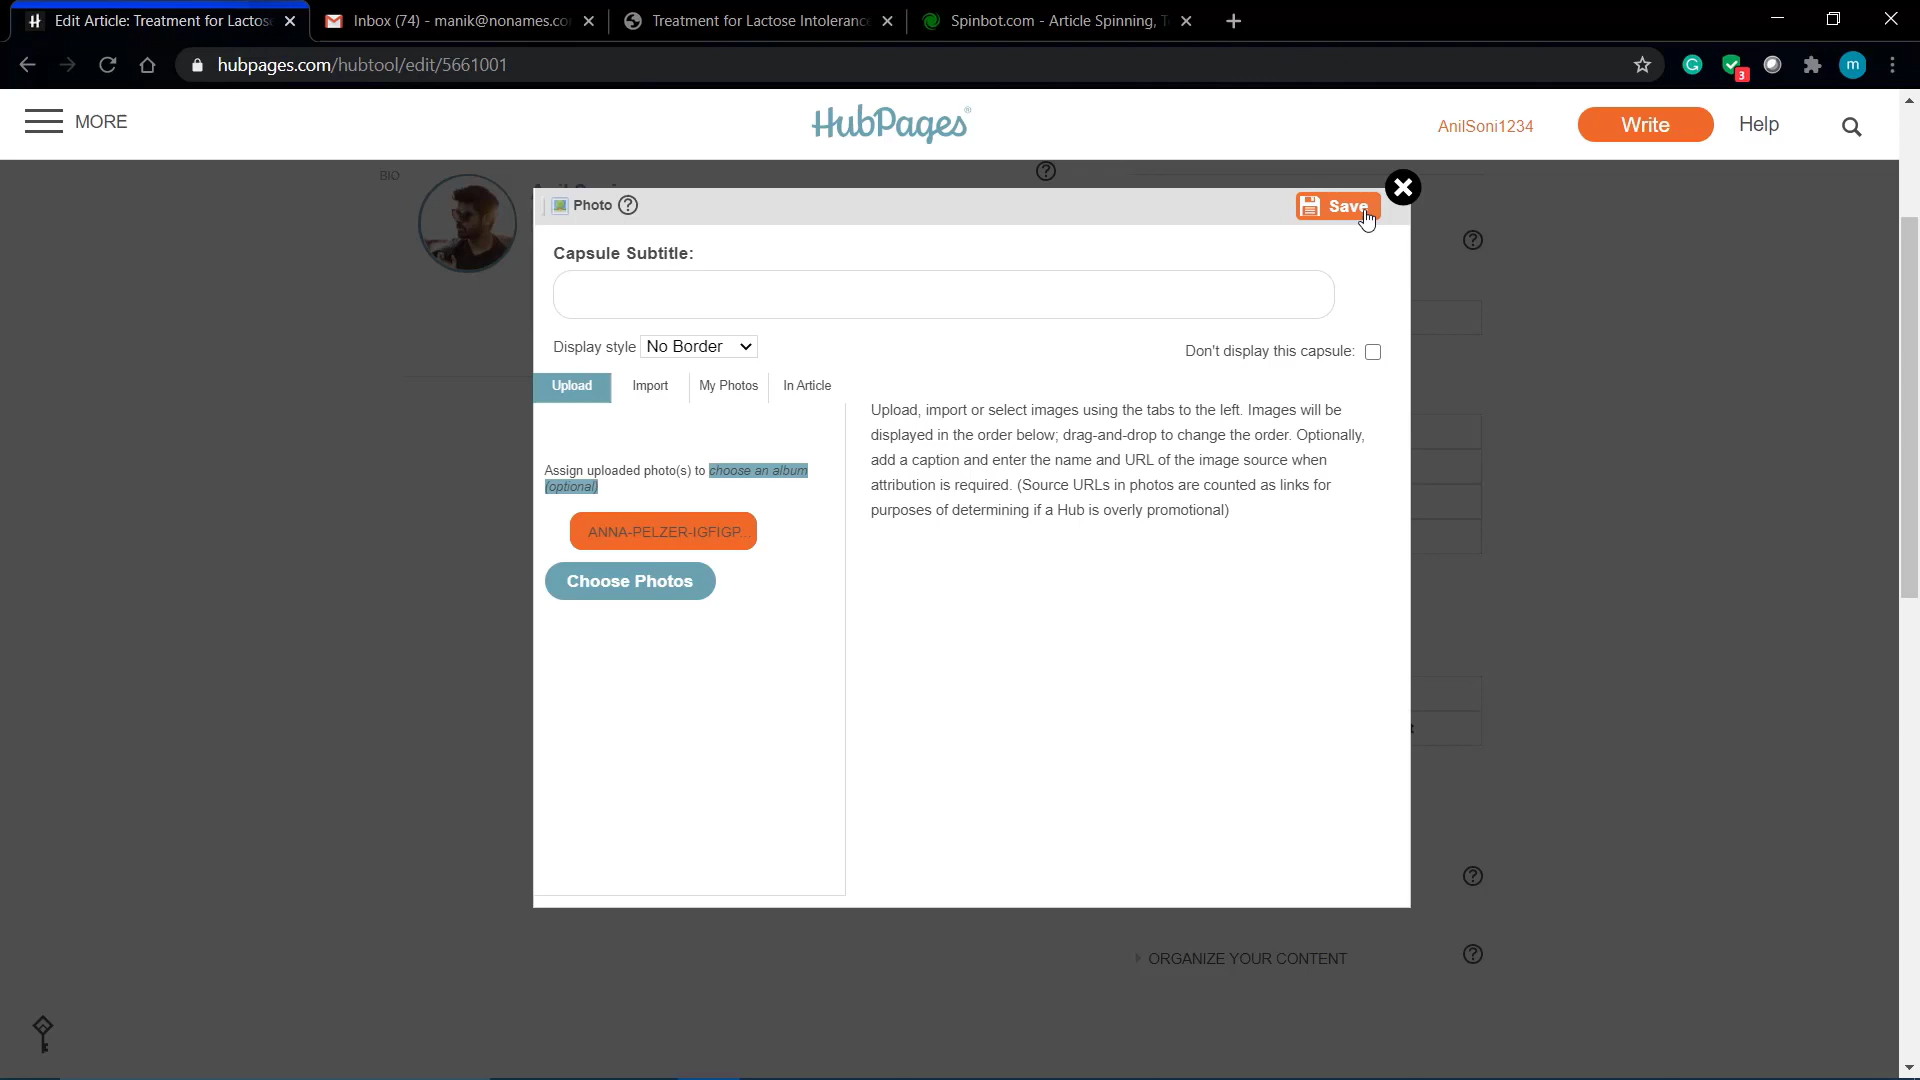 Edit Article: Treatment for Lactose
Inbox (74) - manik@nonames.co
Treatment for Lactose Intolerance
Spinbot.com - Article Spinning, T
hubpages.com/hubtool/edit/5661001
3
m
MORE
HubPages
AnilSoni1234
Write
Help
BIO
Photo
Save
Capsule Subtitle:
Display style No Border
Don't display this capsule:
Upload
Import
My Photos
In Article
Upload, import or select images using the tabs to the left. Images will be
displayed in the order below; drag-and-drop to change the order. Optionally,
add a caption and enter the name and URL of the image source when
attribution is required. (Source URLs in photos are counted as links for
purposes of determining if a Hub is overly promotional)
Assign uploaded photo(s) to choose an album
(optional)
ANNA-PELZER-IGFIGP...
Choose Photos
ORGANIZE YOUR CONTENT